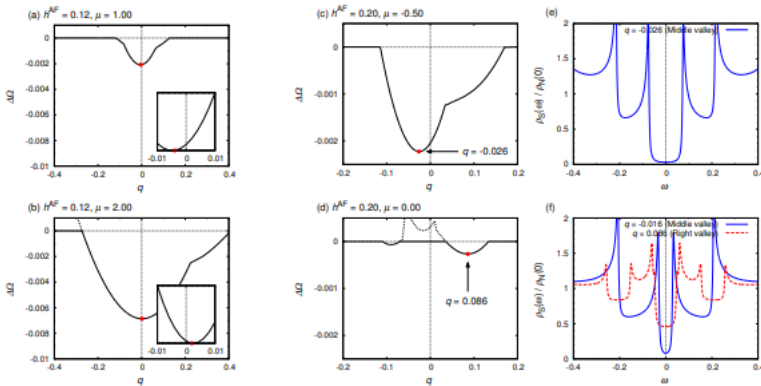 (a) h^AF = 0.12, μ = 1.00
0
-0.002
-0.004
-0.006
-0.008
-0.01
ΔΩ
-0.01 0.01
-0.4 -0.2 0 0.2 0.4
q
(b) h^AF = 0.12, μ = 2.00
0
-0.002
-0.004
-0.006
-0.008
-0.01
ΔΩ
-0.01 0.01
-0.4 -0.2 0 0.2 0.4
q
(c) h^AF = 0.20, μ = -0.50
0
-0.001
-0.002
ΔΩ
q = -0.026
-0.2 -0.1 0 0.1 0.2
q
(d) h^AF = 0.20, μ = 0.00
0
-0.001
-0.002
ΔΩ
q = 0.086
-0.2 -0.1 0 0.1 0.2
q
(e)
q = -0.026 (Middle valley)
2
1.5
1
0.5
0
ρS(ω) / ρN(0)
-0.4 -0.2 0 0.2 0.4
ω
(f)
q = -0.016 (Middle valley)
q = 0.086 (Right valley)
2
1.5
1
0.5
0
ρS(ω) / ρN(0)
-0.4 -0.2 0 0.2 0.4
ω